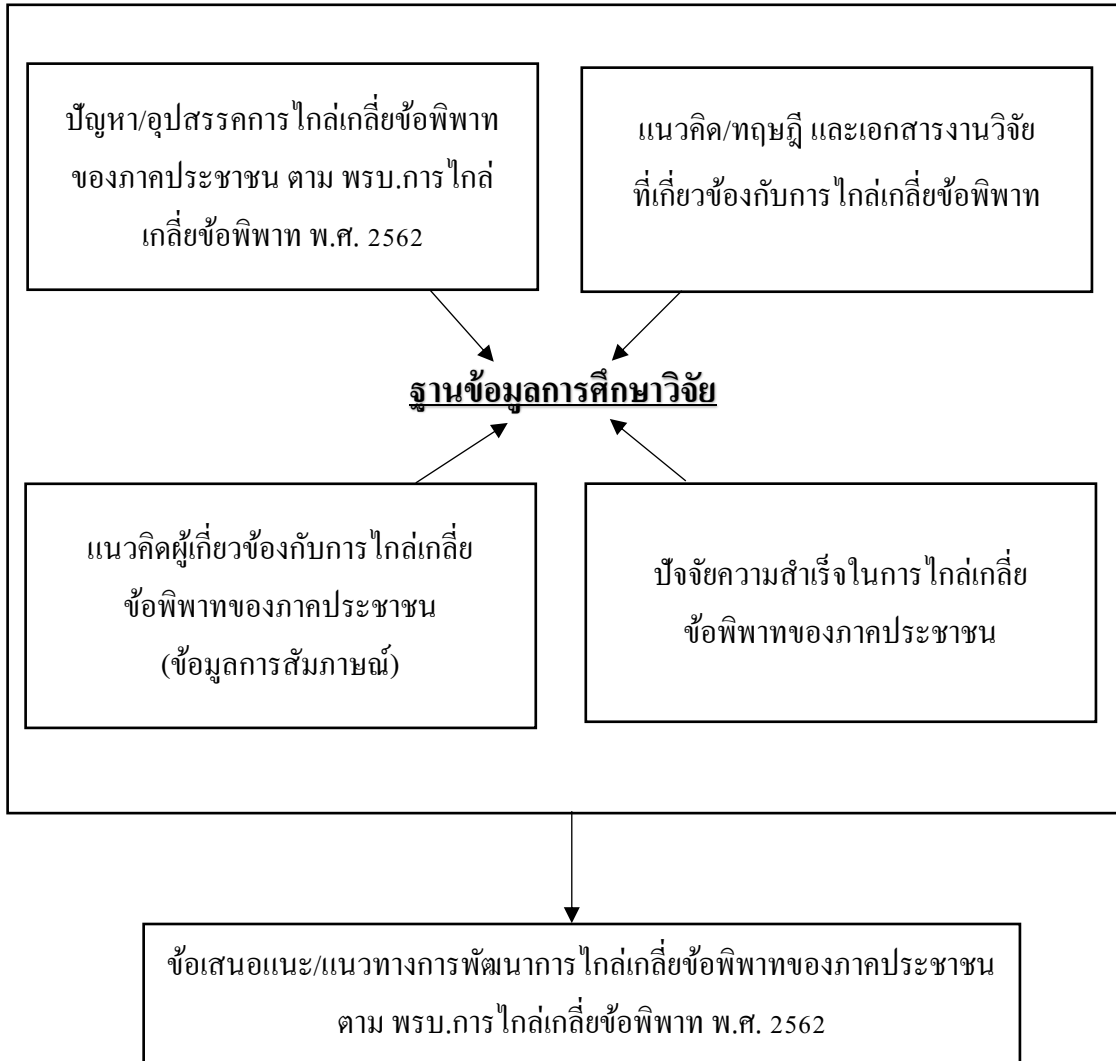 ปัญหา/อุปสรรคการไกล่เกลี่ยข้อพิพาท
ของภาคประชาชน ตาม พรบ.การไกล่
เกลี่ยข้อพิพาท พ.ศ. 2562
แนวคิด/ทฤษฎี และเอกสารงานวิจัย
ที่เกี่ยวข้องกับการไกล่เกลี่ยข้อพิพาท
ฐานข้อมูลการศึกษาวิจัย
แนวคิดผู้เกี่ยวข้องกับการไกล่เกลี่ย
ข้อพิพาทของภาคประชาชน
(ข้อมูลการสัมภาษณ์)
ปัจจัยความสำเร็จในการไกล่เกลี่ย
ข้อพิพาทของภาคประชาชน
ข้อเสนอแนะ/แนวทางการพัฒนาการไกล่เกลี่ยข้อพิพาทของภาคประชาชน
ตาม พรบ.การไกล่เกลี่ยข้อพิพาท พ.ศ. 2562